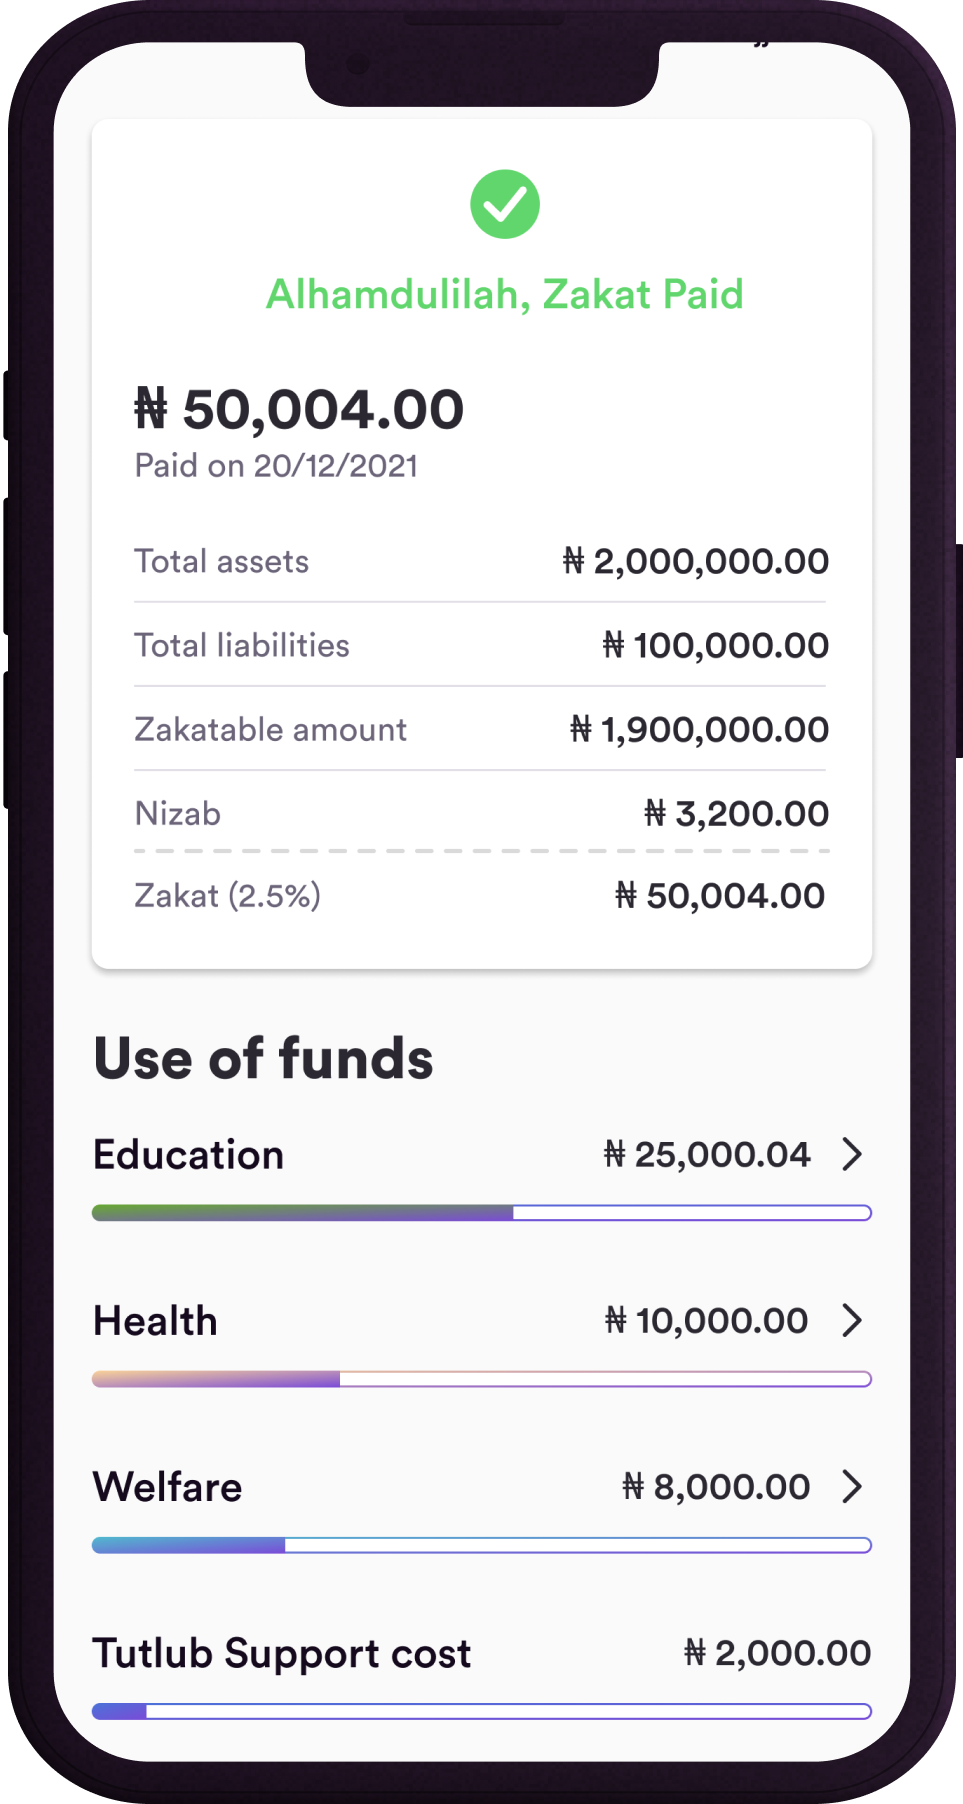 Alhamdulilah, Zakat Paid
₦ 50,004.00
Paid on 20/12/2021
Total assets ₦ 2,000,000.00
Total liabilities ₦ 100,000.00
Zakatable amount ₦ 1,900,000.00
Nizab ₦ 3,200.00
Zakat (2.5%) ₦ 50,004.00
Use of funds
Education ₦ 25,000.04
Health ₦ 10,000.00
Welfare ₦ 8,000.00
Tutlub Support cost ₦ 2,000.00